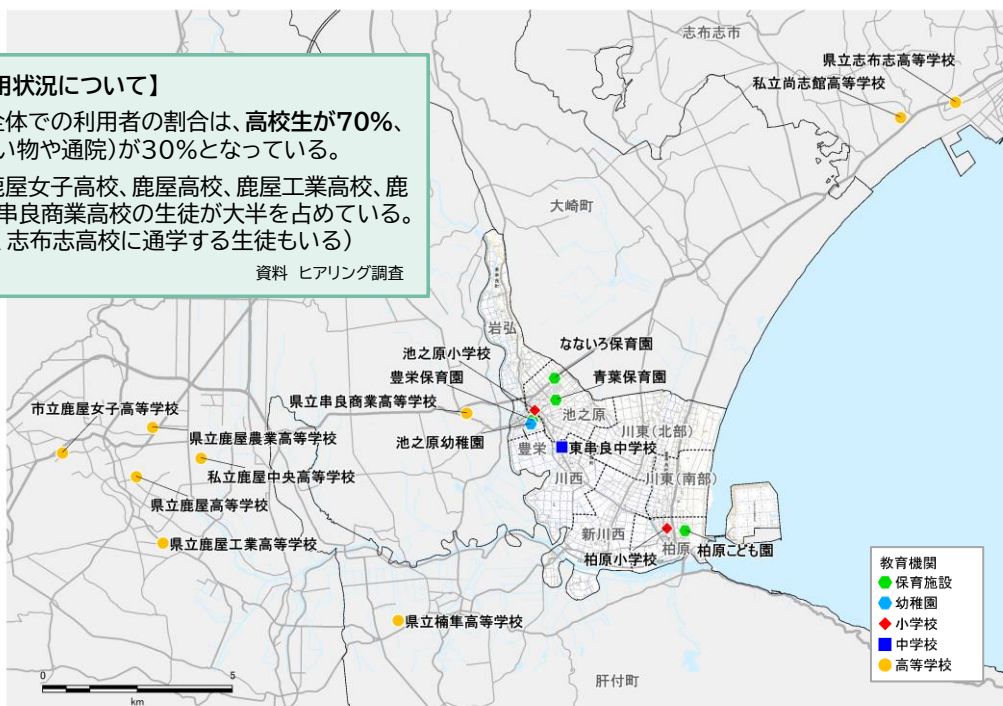 志布志市
県立志布志高等学校
私立尚志館高等学校
用状況について】
全体での利用者の割合は、高校生が70%、
い物や通院)が30%となっている。
鹿屋女子高校、鹿屋高校、鹿屋工業高校、鹿
串良商業高校の生徒が大半を占めている。
、志布志高校に通学する生徒もいる)
資料 ヒアリング調査
大崎町
岩弘
なないろ保育園
池之原小学校
豊栄保育園
青葉保育園
県立串良商業高等学校
市立鹿屋女子高等学校
池之原
川東(北部)
県立鹿屋農業高等学校
池之原幼稚園
豊栄
東串良中学校
私立鹿屋中央高等学校
川西
川東(南部)
県立鹿屋高等学校
新川西
県立鹿屋工業高等学校
柏原小学校
柏原
柏原こども園
県立楠隼高等学校
肝付町
教育機関
保育施設
幼稚園
小学校
中学校
高等学校
0 5
km